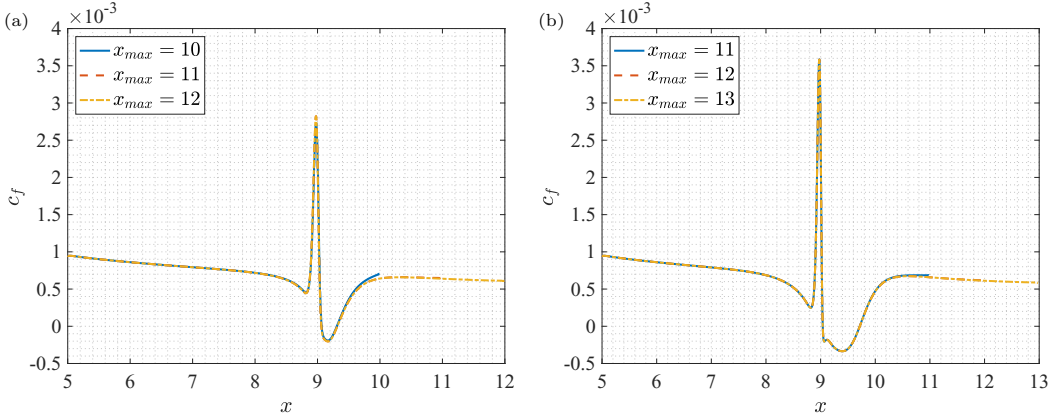 (a)
×10⁻³
4
3.5
3
2.5
2
1.5
1
0.5
0
-0.5
c_f
x_max = 10
x_max = 11
x_max = 12
5 6 7 8 9 10 11 12
x
(b)
×10⁻³
4
3.5
3
2.5
2
1.5
1
0.5
0
-0.5
c_f
x_max = 11
x_max = 12
x_max = 13
5 6 7 8 9 10 11 12 13
x